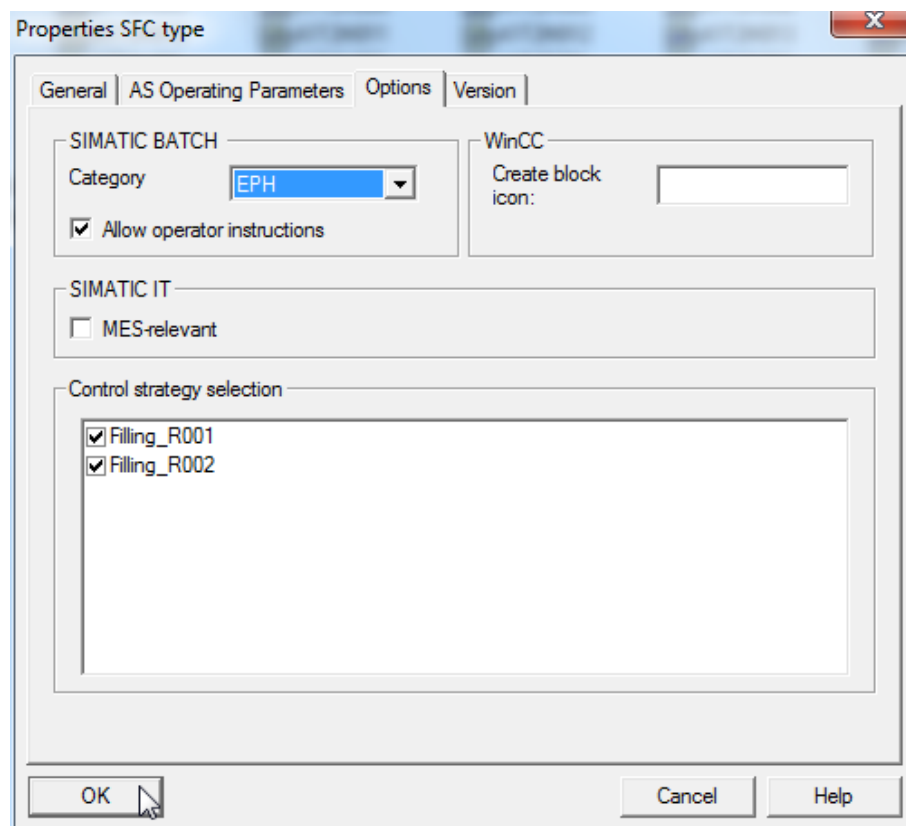 Properties SFC type
General
AS Operating Parameters
Options
Version
SIMATIC BATCH
Category
EPH
Allow operator instructions
WinCC
Create block
icon:
SIMATIC IT
MES-relevant
Control strategy selection
Filling_R001
Filling_R002
OK
Cancel
Help